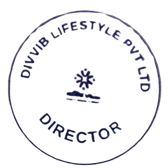 DIVVIB LIFESTYLE PVT LTD
DIRECTOR